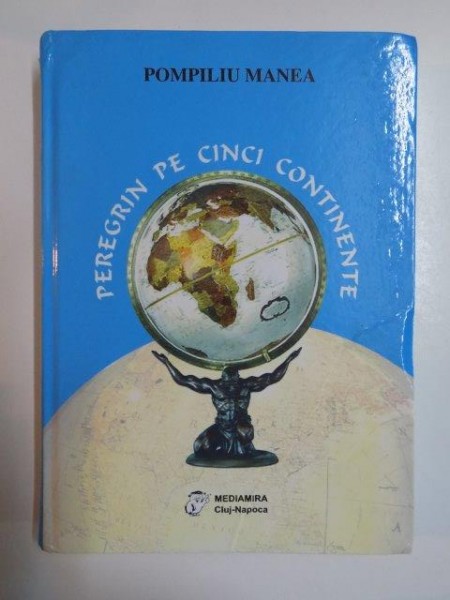 POMPILIU MANEA
PEREGRIN PE CINCI CONTINENTE
MEDIAMIRA
Cluj-Napoca